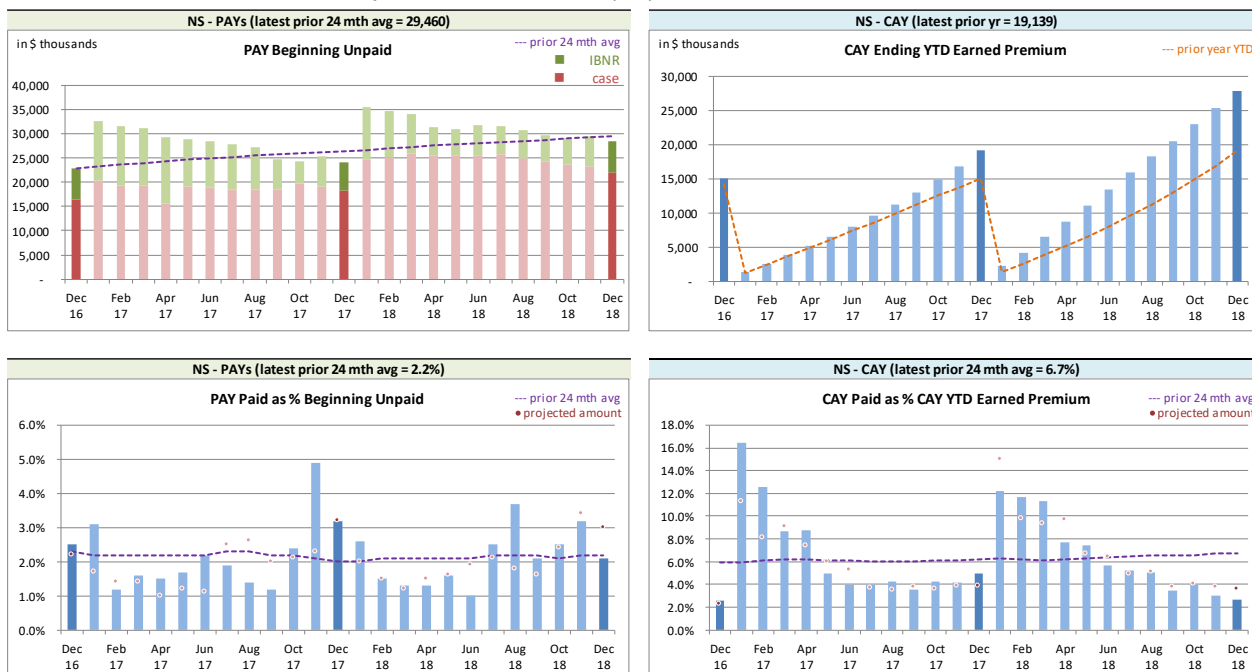 NS - PAYs (latest prior 24 mth avg = 29,460)
in $ thousands
PAY Beginning Unpaid
--- prior 24 mth avg
IBNR
case
40,000
35,000
30,000
25,000
20,000
15,000
10,000
5,000
-
Dec Feb Apr Jun Aug Oct Dec Feb Apr Jun Aug Oct Dec
16 17 17 17 17 17 17 18 18 18 18 18 18
NS - CAY (latest prior yr = 19,139)
in $ thousands
CAY Ending YTD Earned Premium
--- prior year YTD
30,000
25,000
20,000
15,000
10,000
5,000
-
Dec Feb Apr Jun Aug Oct Dec Feb Apr Jun Aug Oct Dec
16 17 17 17 17 17 17 18 18 18 18 18 18
NS - PAYs (latest prior 24 mth avg = 2.2%)
PAY Paid as % Beginning Unpaid
--- prior 24 mth avg
• projected amount
6.0%
5.0%
4.0%
3.0%
2.0%
1.0%
0.0%
Dec Feb Apr Jun Aug Oct Dec Feb Apr Jun Aug Oct Dec
16 17 17 17 17 17 17 18 18 18 18 18 18
NS - CAY (latest prior 24 mth avg = 6.7%)
CAY Paid as % CAY YTD Earned Premium
--- prior 24 mth avg
• projected amount
18.0%
16.0%
14.0%
12.0%
10.0%
8.0%
6.0%
4.0%
2.0%
0.0%
Dec Feb Apr Jun Aug Oct Dec Feb Apr Jun Aug Oct Dec
16 17 17 17 17 17 17 18 18 18 18 18 18